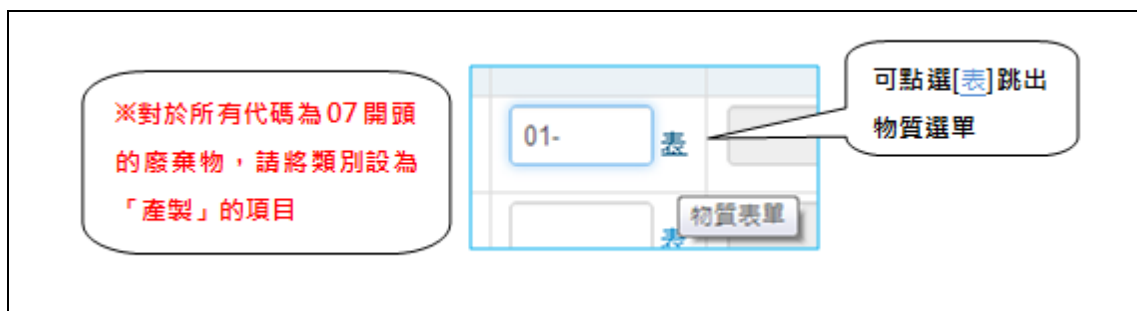 ※對於所有代碼為07開頭
的廢棄物，請將類別設為
「產製」的項目
01-
表
物質表單
表
可點選[表]跳出
物質選單